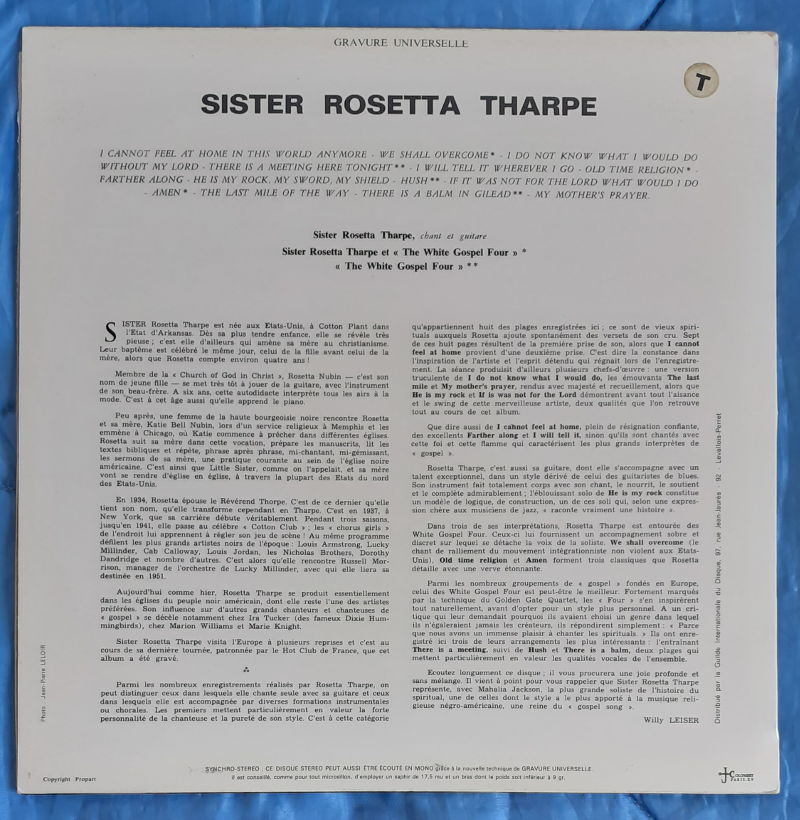 GRAVURE UNIVERSELLE
T
SISTER ROSETTA THARPE
I CANNOT FEEL AT HOME IN THIS WORLD ANYMORE - WE SHALL OVERCOME* - I DO NOT KNOW WHAT I WOULD DO
WITHOUT MY LORD - THERE IS A MEETING HERE TONIGHT** - I WILL TELL IT WHEREVER I GO - OLD TIME RELIGION* -
FARTHER ALONG - HE IS MY ROCK, MY SWORD, MY SHIELD - HUSH** - IF IT WAS NOT FOR THE LORD WHAT WOULD I DO
- AMEN* - THE LAST MILE OF THE WAY - THERE IS A BALM IN GILEAD** - MY MOTHER'S PRAYER.
Sister Rosetta Tharpe, chant et guitare
Sister Rosetta Tharpe et « The White Gospel Four » *
« The White Gospel Four » **
SISTER Rosetta Tharpe est née aux Etats-Unis, à Cotton Plant dans
l'Etat d'Arkansas. Dès sa plus tendre enfance, elle se révèle très
pieuse ; c'est elle d'ailleurs qui amène sa mère au christianisme.
Leur baptême est célébré le même jour, celui de la fille avant celui de la
mère, alors que Rosetta compte environ quatre ans !
Membre de la « Church of God in Christ », Rosetta Nubin — c'est son
nom de jeune fille — se met très tôt à jouer de la guitare, avec l'instrument
de son beau-frère. A six ans, cette autodidacte interprète tous les airs à la
mode. C'est à cet âge aussi qu'elle apprend le piano.
Peu après, une femme de la haute bourgeoisie noire rencontre Rosetta
et sa mère, Katie Bell Nubin, lors d'un service religieux à Memphis et les
emmène à Chicago, où Katie commence à prêcher dans différentes églises.
Rosetta suit sa mère dans cette vocation, prépare les manuscrits, lit les
textes bibliques et répète, phrase après phrase, mi-chantant, mi-gémissant,
les sermons de sa mère, une pratique courante au sein de l'église noire
américaine. C'est ainsi que Little Sister, comme on l'appelait, et sa mère
vont se rendre d'église en église, à travers la plupart des Etats du nord
des Etats-Unis.
En 1934, Rosetta épouse le Révérend Thorpe. C'est de ce dernier qu'elle
tient son nom, qu'elle transforme cependant en Tharpe. C'est en 1937, à
New York, que sa carrière débute véritablement. Pendant trois saisons,
jusqu'en 1941, elle passe au célèbre « Cotton Club » ; les « chorus girls »
de l'endroit lui apprennent à régler son jeu de scène ! Au même programme
défilent les plus grands artistes noirs de l'époque : Louis Armstrong, Lucky
Millinder, Cab Calloway, Louis Jordan, les Nicholas Brothers, Dorothy
Dandridge et nombre d'autres. C'est alors qu'elle rencontre Russell Mor-
rison, manager de l'orchestre de Lucky Millinder, avec qui elle liera sa
destinée en 1951.
Aujourd'hui comme hier, Rosetta Tharpe se produit essentiellement
dans les églises du peuple noir américain, dont elle reste l'une des artistes
préférées. Son influence sur d'autres grands chanteurs et chanteuses de
« gospel » se décèle notamment chez Ira Tucker (des fameux Dixie Hum-
mingbirds), chez Marion Williams et Marie Knight.
Sister Rosetta Tharpe visita l'Europe à plusieurs reprises et c'est au
cours de sa dernière tournée, patronnée par le Hot Club de France, que cet
album a été gravé.
Parmi les nombreux enregistrements réalisés par Rosetta Tharpe, on
peut distinguer ceux dans lesquels elle chante seule avec sa guitare et ceux
dans lesquels elle est accompagnée par diverses formations instrumentales
ou chorales. Les premiers mettent particulièrement en valeur la forte
personnalité de la chanteuse et la pureté de son style. C'est à cette catégorie
qu'appartiennent huit des plages enregistrées ici ; ce sont de vieux spiri-
tuals auxquels Rosetta ajoute spontanément des versets de son cru. Sept
de ces huit pages résultent de la première prise de son, alors que I cannot
feel at home provient d'une deuxième prise. C'est dire la constance dans
l'inspiration de l'artiste et l'esprit détendu qui régnait lors de l'enregistre-
ment. La séance produisit d'ailleurs plusieurs chefs-d'œuvre : une version
truculente de I do not know what I would do, les émouvants The last
mile et My mother's prayer, rendus avec majesté et recueillement, alors que
He is my rock et If is was not for the Lord démontrent avant tout l'aisance
et le swing de cette merveilleuse artiste, deux qualités que l'on retrouve
tout au cours de cet album.
Que dire aussi de I cahnot feel at home, plein de résignation confiante,
des excellents Farther along et I will tell it, sinon qu'ils sont chantés avec
cette foi et cette flamme qui caractérisent les plus grands interprètes de
« gospel ».
Rosetta Tharpe, c'est aussi sa guitare, dont elle s'accompagne avec un
talent exceptionnel, dans un style dérivé de celui des guitaristes de blues.
Son instrument fait totalement corps avec son chant, le nourrit, le soutient
et le complète admirablement ; l'éblouissant solo de He is my rock constitue
un modèle de logique, de construction, un de ces soli qui, selon une expres-
sion chère aux musiciens de jazz, « raconte vraiment une histoire ».
Dans trois de ses interprétations, Rosetta Tharpe est entourée des
White Gospel Four. Ceux-ci lui fournissent un accompagnement sobre et
discret sur lequel se détache la voix de la soliste. We shall overcome (le
chant de ralliement du mouvement intégrationniste non violent aux Etats-
Unis), Old time religion et Amen forment trois classiques que Rosetta
détaille avec une verve étonnante.
Parmi les nombreux groupements de « gospel » fondés en Europe,
celui des White Gospel Four est peut-être le meilleur. Fortement marqués
par la technique du Golden Gate Quartet, les « Four » s'en inspirèrent
tout naturellement, avant d'opter pour un style plus personnel. A un cri-
tique qui leur demandait pourquoi ils avaient choisi un genre dans lequel
ils n'égaleraient jamais les créateurs, ils répondirent simplement : « Parce
que nous avons un immense plaisir à chanter les spirituals. » Ils ont enre-
gistré ici trois de leurs arrangements les plus intéressants : l'entraînant
There is a meeting, suivi de Hush et There is a balm, deux plages qui
mettent particulièrement en valeur les qualités vocales de l'ensemble.
Ecoutez longuement ce disque ; il vous procurera une joie profonde et
sans mélange. Il vient à point pour vous rappeler que Sister Rosetta Tharpe
représente, avec Mahalia Jackson, la plus grande soliste de l'histoire du
spiritual, une de celles dont le style a le plus apporté à la musique reli-
gieuse négro-américaine, une reine du « gospel song ».
Willy LEISER
Distribué par la Guilde Internationale du Disque, 97, rue Jean-Jaurès - 92 - Levallois-Perret
Photo : Jean-Pierre LELOIR
SYNCHRO-STEREO : CE DISQUE STEREO PEUT AUSSI ÊTRE ÉCOUTÉ EN MONO grâce à la nouvelle technique de GRAVURE UNIVERSELLE.
Il est conseillé, comme pour tout microsillon, d'employer un saphir de 17,5 mu et un bras dont le poids soit inférieur à 9 gr.
Copyright Propart